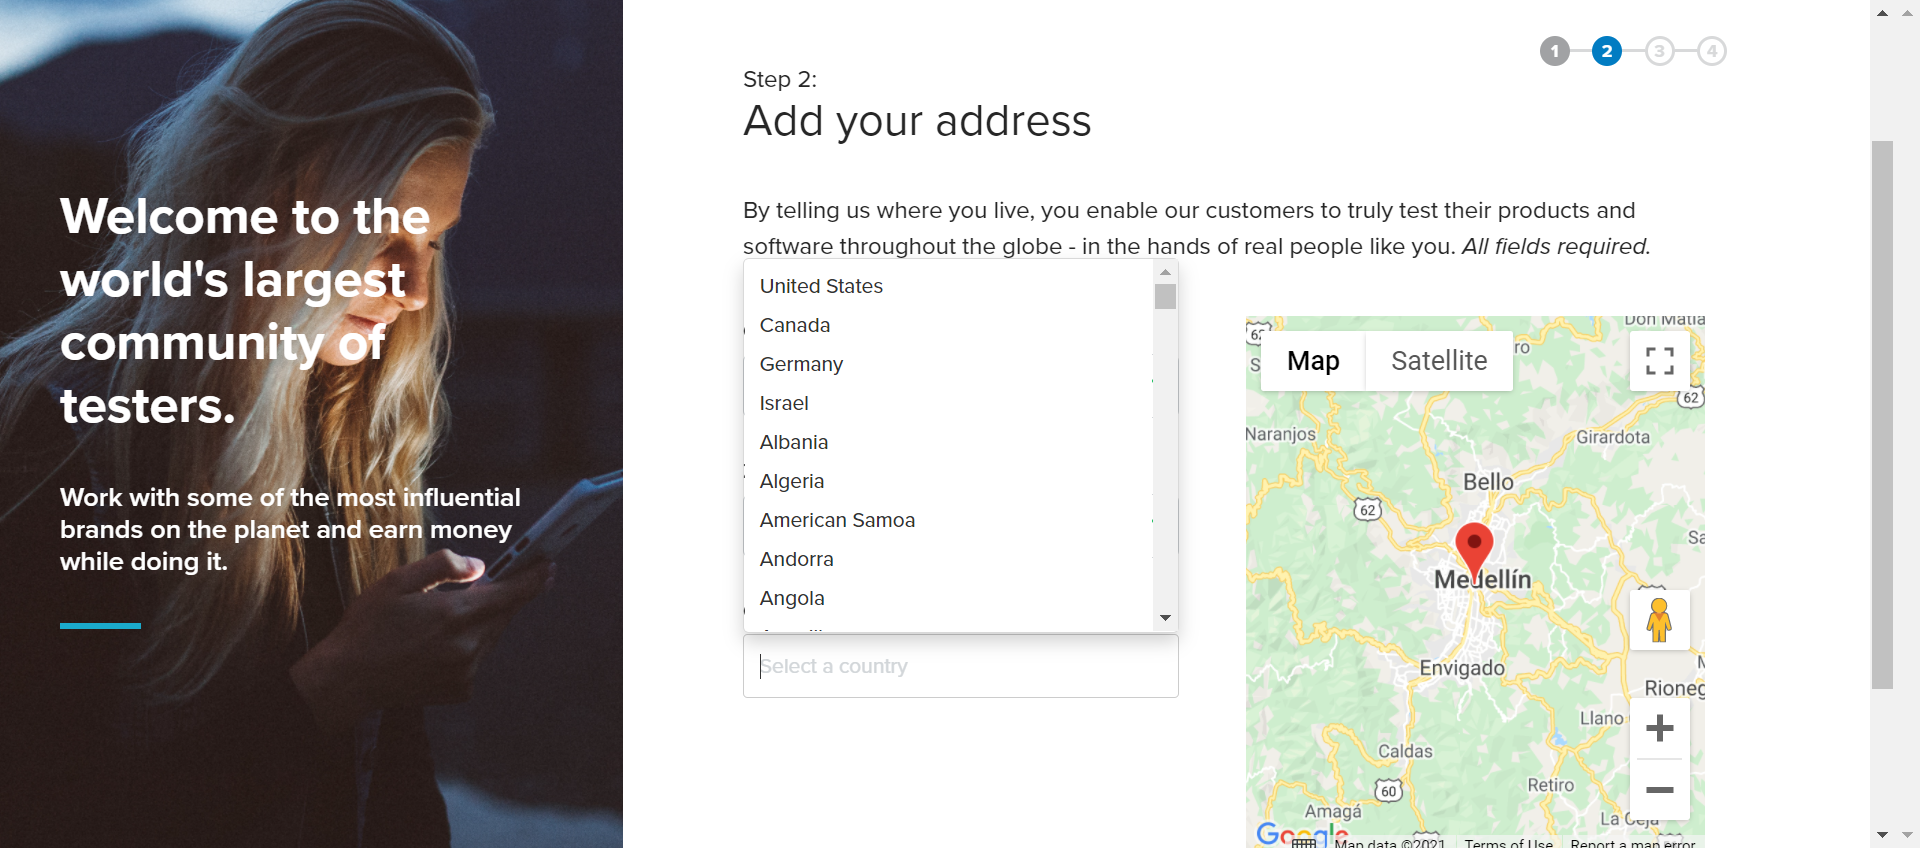 Welcome to the
world's largest
community of
testers.
Work with some of the most influential
brands on the planet and earn money
while doing it.
1 2 3 4
Step 2:
Add your address
By telling us where you live, you enable our customers to truly test their products and
software throughout the globe - in the hands of real people like you. All fields required.
United States
Canada
Germany
Israel
Albania
Algeria
American Samoa
Andorra
Angola
Select a country
Map Satellite
62
Naranjos
Girardota
Bello
62
Medellín
Envigado
Llano
Caldas
60
Retiro
Amagá
La Ceja
Google
Map data ©2021 Terms of Use Report a map error